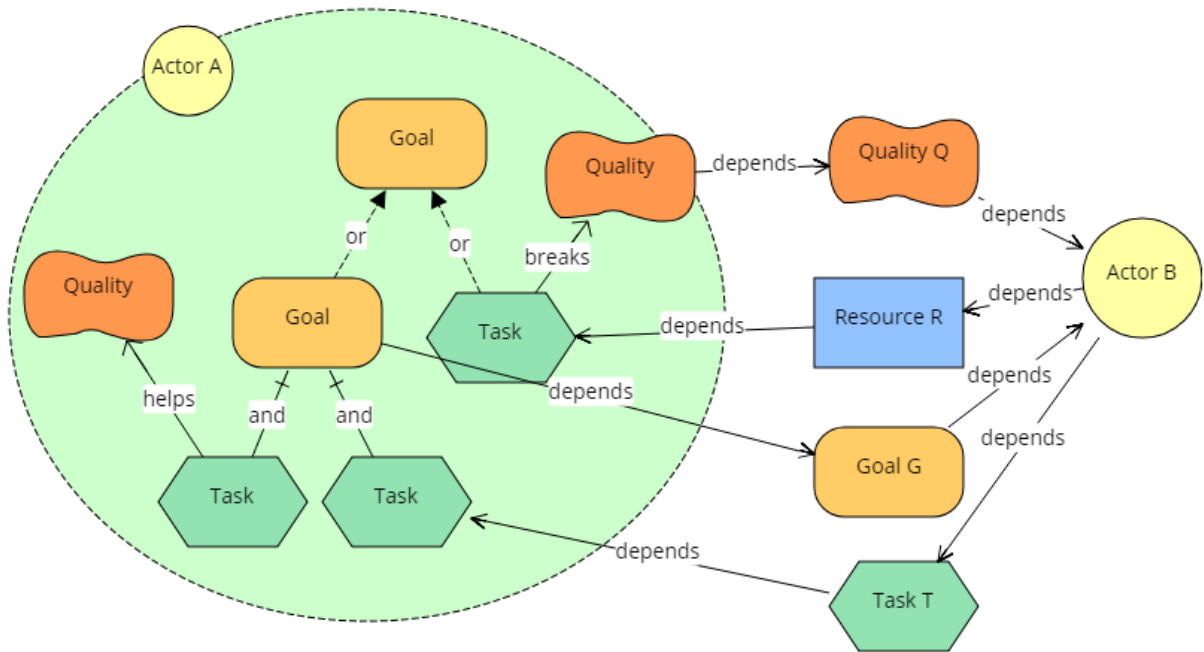 Actor A
Goal
Quality
depends
Quality Q
depends
or
or
breaks
Quality
Goal
Task
depends
Resource R
depends
Actor B
helps
and
and
depends
depends
depends
Goal G
Task
Task
depends
Task T